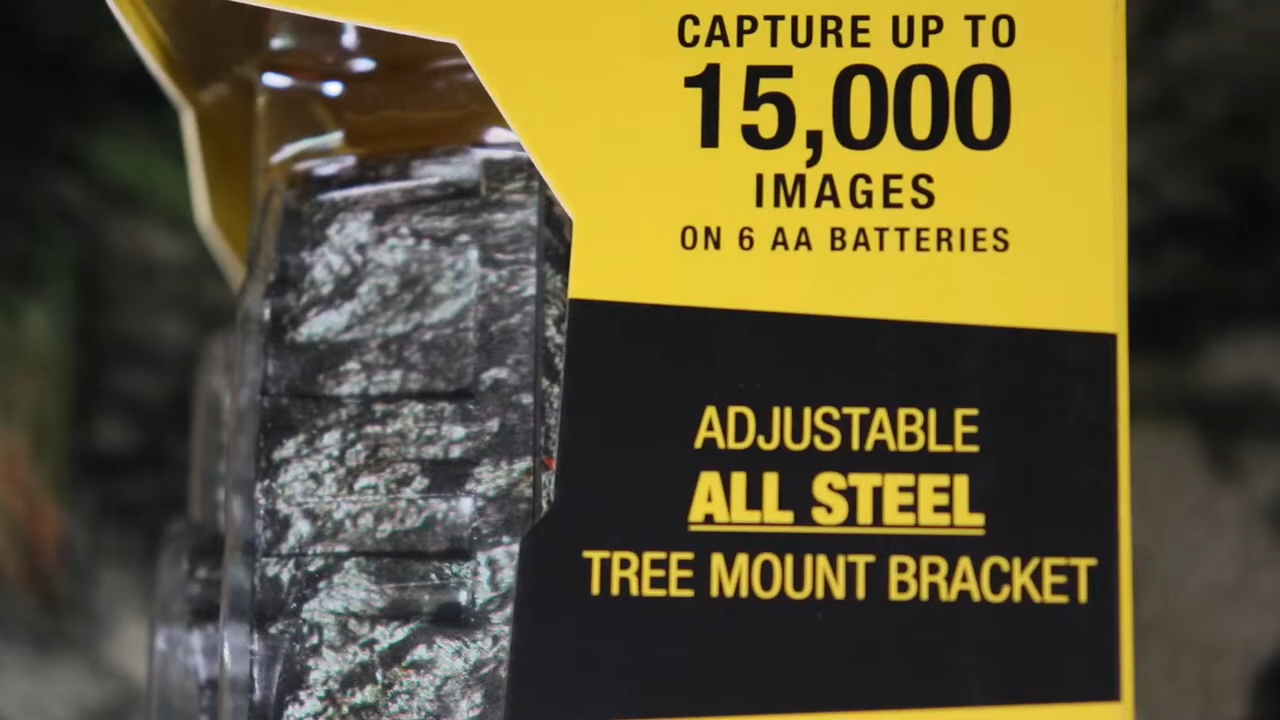 CAPTURE UP TO
15,000
IMAGES
ON 6 AA BATTERIES
ADJUSTABLE
ALL STEEL
TREE MOUNT BRACKET